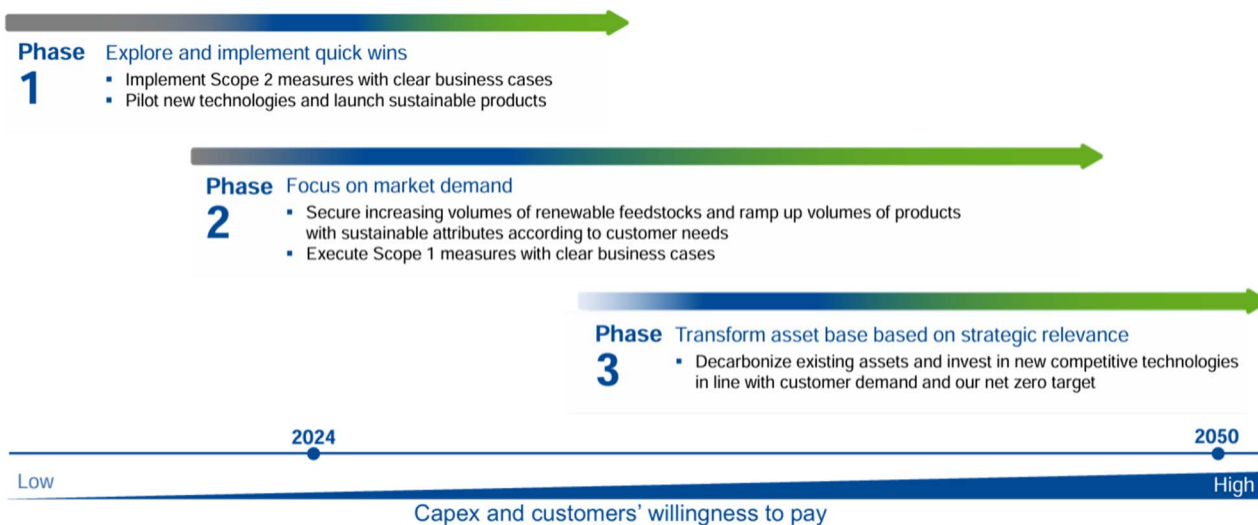 Phase Explore and implement quick wins
1
▪ Implement Scope 2 measures with clear business cases
▪ Pilot new technologies and launch sustainable products
Phase Focus on market demand
2
▪ Secure increasing volumes of renewable feedstocks and ramp up volumes of products
with sustainable attributes according to customer needs
▪ Execute Scope 1 measures with clear business cases
Phase Transform asset base based on strategic relevance
3
▪ Decarbonize existing assets and invest in new competitive technologies
in line with customer demand and our net zero target
2024 2050
Low High
Capex and customers’ willingness to pay